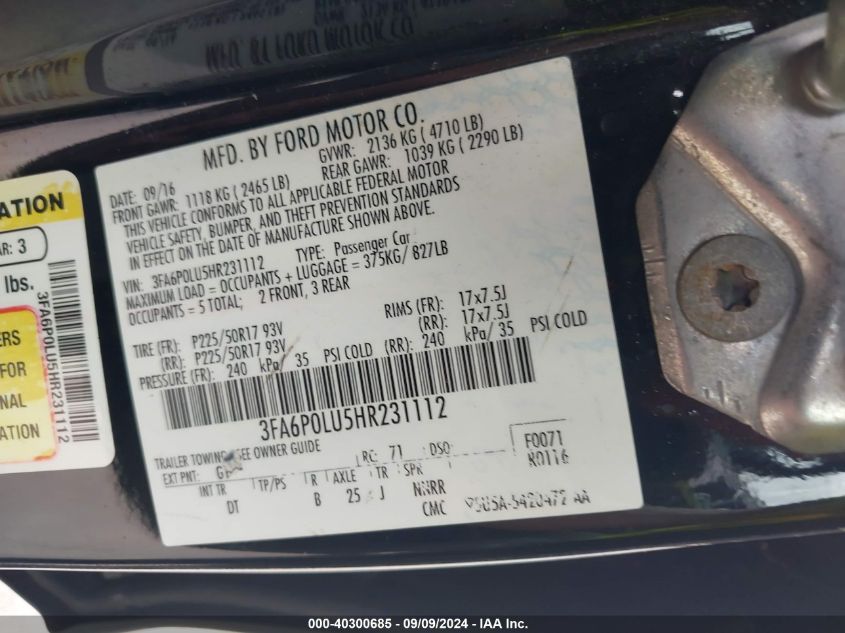 MFD. BY FORD MOTOR CO.
DATE: 09/16
GVWR: 2136 KG ( 4710 LB)
FRONT GAWR: 1118 KG ( 2465 LB)
REAR GAWR: 1039 KG ( 2290 LB)
THIS VEHICLE CONFORMS TO ALL APPLICABLE FEDERAL MOTOR
VEHICLE SAFETY, BUMPER, AND THEFT PREVENTION STANDARDS
IN EFFECT ON THE DATE OF MANUFACTURE SHOWN ABOVE.
VIN: 3FA6P0LU5HR231112 TYPE: Passenger Car
MAXIMUM LOAD = OCCUPANTS + LUGGAGE = 375KG/ 827LB
OCCUPANTS = 5 TOTAL; 2 FRONT, 3 REAR
TIRE (FR): P225/50R17 93V RIMS (FR): 17x7.5J
(RR): P225/50R17 93V (RR): 17x7.5J
PRESSURE (FR): 240 kPa/ 35 PSI COLD (RR): 240 kPa/ 35 PSI COLD
3FA6P0LU5HR231112
TRAILER TOWING- SEE OWNER GUIDE
EXT PNT: RC: 71 DSO: F0071
INT TR TP/PS R AXLE TR SPR R0116
DT B 25 J NNRR
CMC AA
ATION
AR: 3
lbs.
3FA6P0LU5HR231112
ERS
FOR
NAL
ATION
000-40300685 - 09/09/2024 - IAA Inc.